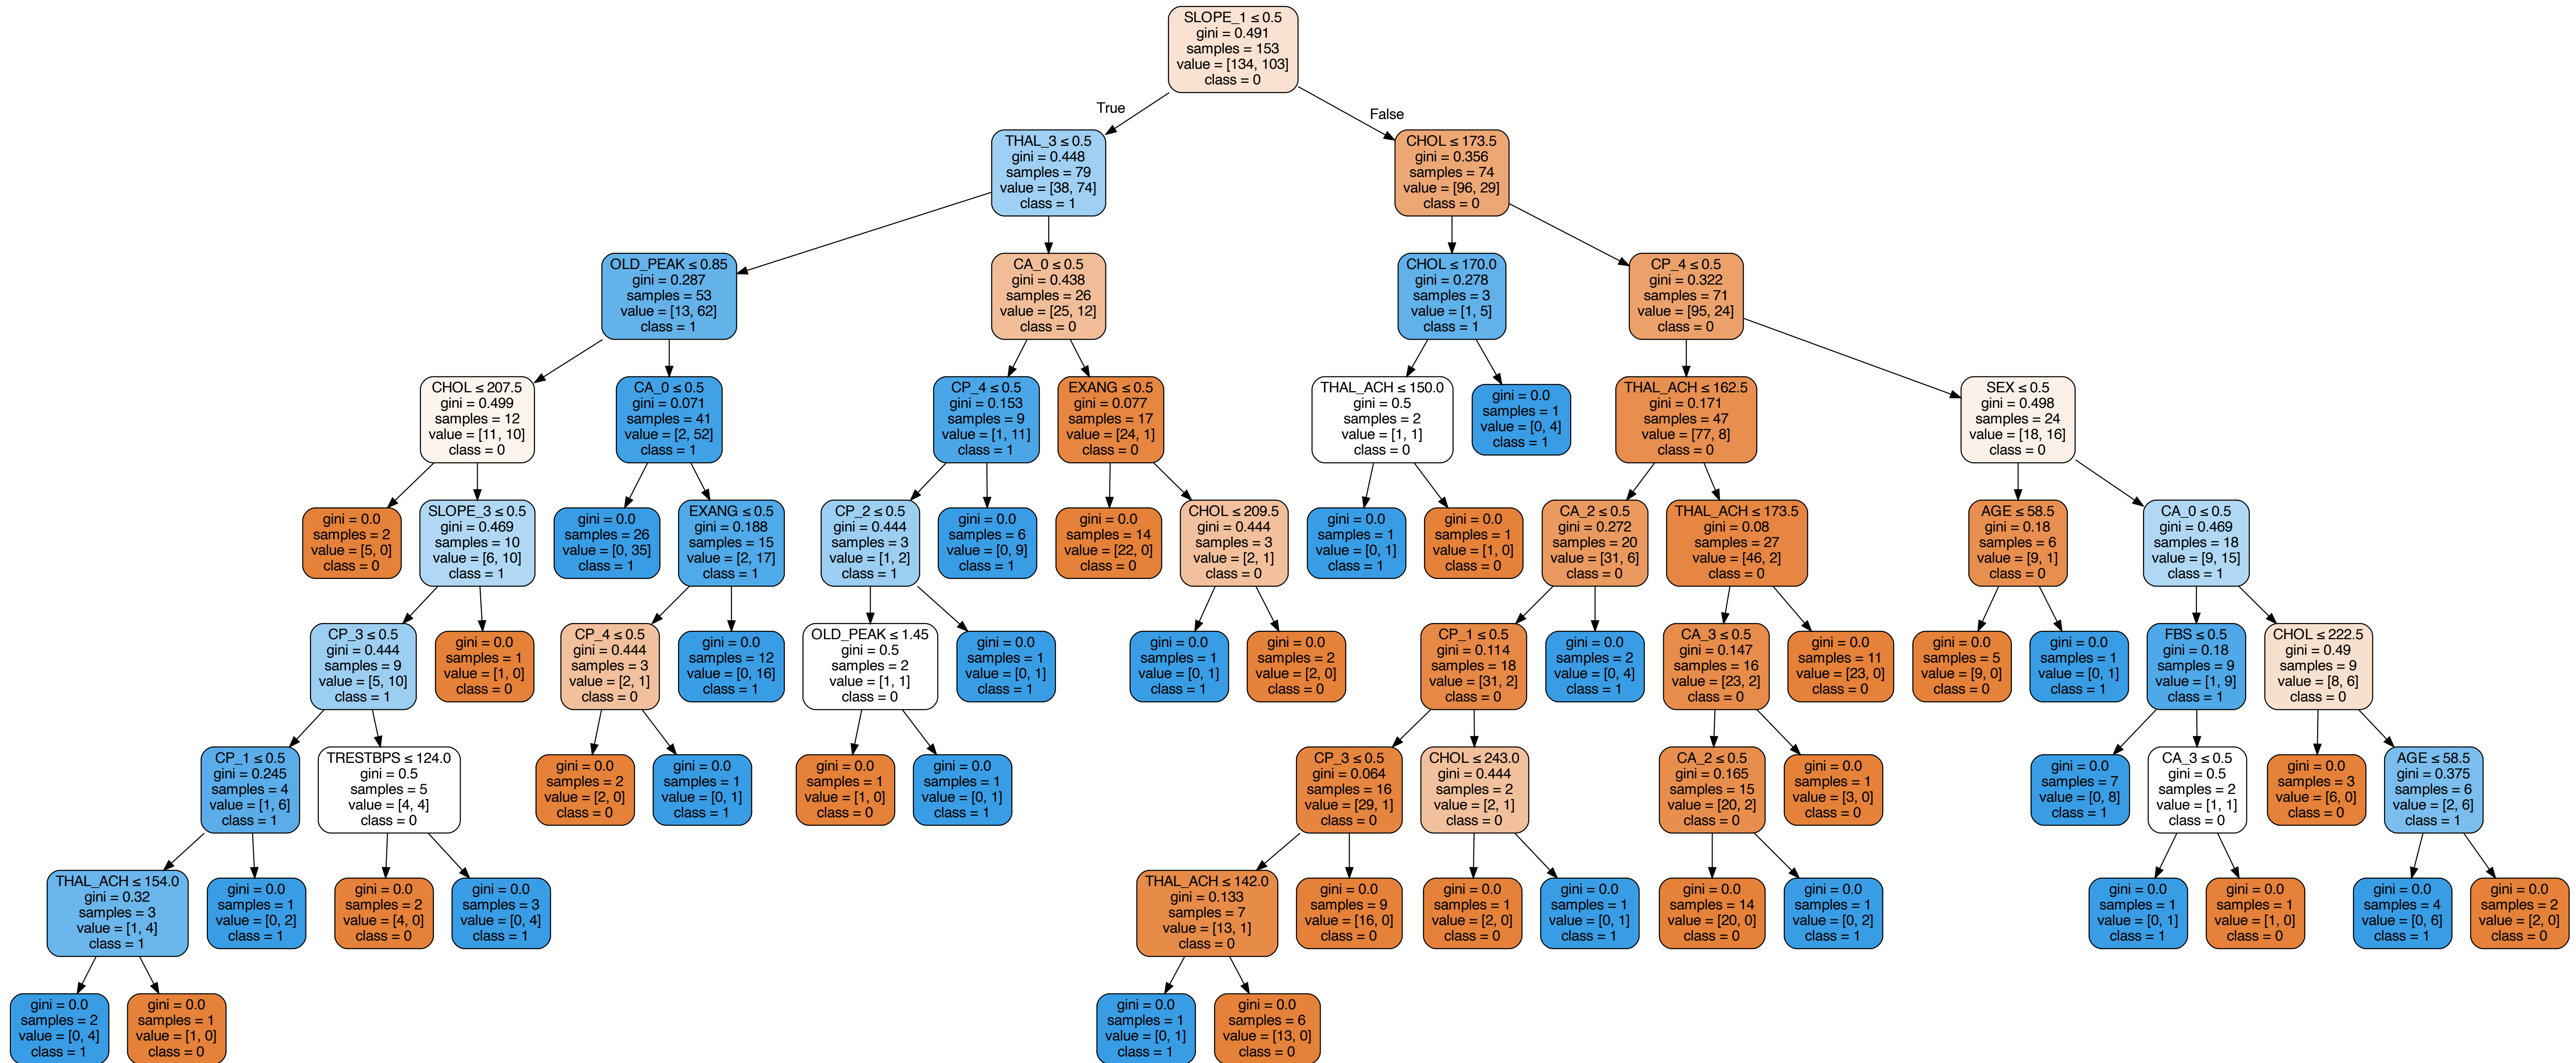 SLOPE_1 ≤ 0.5
gini = 0.491
samples = 153
value = [134, 103]
class = 0
True
False
THAL_3 ≤ 0.5
gini = 0.448
samples = 79
value = [38, 74]
class = 1
CHOL ≤ 173.5
gini = 0.356
samples = 74
value = [96, 29]
class = 0
OLD_PEAK ≤ 0.85
gini = 0.287
samples = 53
value = [13, 62]
class = 1
CA_0 ≤ 0.5
gini = 0.438
samples = 26
value = [25, 12]
class = 0
CHOL ≤ 170.0
gini = 0.278
samples = 3
value = [1, 5]
class = 1
CP_4 ≤ 0.5
gini = 0.322
samples = 71
value = [95, 24]
class = 0
CHOL ≤ 207.5
gini = 0.499
samples = 12
value = [11, 10]
class = 0
CA_0 ≤ 0.5
gini = 0.071
samples = 41
value = [2, 52]
class = 1
CP_4 ≤ 0.5
gini = 0.153
samples = 9
value = [1, 11]
class = 1
EXANG ≤ 0.5
gini = 0.077
samples = 17
value = [24, 1]
class = 0
THAL_ACH ≤ 150.0
gini = 0.5
samples = 2
value = [1, 1]
class = 0
gini = 0.0
samples = 1
value = [0, 4]
class = 1
THAL_ACH ≤ 162.5
gini = 0.171
samples = 47
value = [77, 8]
class = 0
SEX ≤ 0.5
gini = 0.498
samples = 24
value = [18, 16]
class = 0
gini = 0.0
samples = 2
value = [5, 0]
class = 0
SLOPE_3 ≤ 0.5
gini = 0.469
samples = 10
value = [6, 10]
class = 1
gini = 0.0
samples = 26
value = [0, 35]
class = 1
EXANG ≤ 0.5
gini = 0.188
samples = 15
value = [2, 17]
class = 1
CP_2 ≤ 0.5
gini = 0.444
samples = 3
value = [1, 2]
class = 1
gini = 0.0
samples = 6
value = [0, 9]
class = 1
gini = 0.0
samples = 14
value = [22, 0]
class = 0
CHOL ≤ 209.5
gini = 0.444
samples = 3
value = [2, 1]
class = 0
gini = 0.0
samples = 1
value = [0, 1]
class = 1
gini = 0.0
samples = 1
value = [1, 0]
class = 0
CA_2 ≤ 0.5
gini = 0.272
samples = 20
value = [31, 6]
class = 0
THAL_ACH ≤ 173.5
gini = 0.08
samples = 27
value = [46, 2]
class = 0
AGE ≤ 58.5
gini = 0.18
samples = 6
value = [9, 1]
class = 0
CA_0 ≤ 0.5
gini = 0.469
samples = 18
value = [9, 15]
class = 1
CP_3 ≤ 0.5
gini = 0.444
samples = 9
value = [5, 10]
class = 1
gini = 0.0
samples = 1
value = [1, 0]
class = 0
CP_4 ≤ 0.5
gini = 0.444
samples = 3
value = [2, 1]
class = 0
gini = 0.0
samples = 12
value = [0, 16]
class = 1
OLD_PEAK ≤ 1.45
gini = 0.5
samples = 2
value = [1, 1]
class = 0
gini = 0.0
samples = 1
value = [0, 1]
class = 1
gini = 0.0
samples = 1
value = [0, 1]
class = 1
gini = 0.0
samples = 2
value = [2, 0]
class = 0
CP_1 ≤ 0.5
gini = 0.114
samples = 18
value = [31, 2]
class = 0
gini = 0.0
samples = 2
value = [0, 4]
class = 1
CA_3 ≤ 0.5
gini = 0.147
samples = 16
value = [23, 2]
class = 0
gini = 0.0
samples = 11
value = [23, 0]
class = 0
gini = 0.0
samples = 5
value = [9, 0]
class = 0
gini = 0.0
samples = 1
value = [0, 1]
class = 1
FBS ≤ 0.5
gini = 0.18
samples = 9
value = [1, 9]
class = 1
CHOL ≤ 222.5
gini = 0.49
samples = 9
value = [8, 6]
class = 0
CP_1 ≤ 0.5
gini = 0.245
samples = 4
value = [1, 6]
class = 1
TRESTBPS ≤ 124.0
gini = 0.5
samples = 5
value = [4, 4]
class = 0
gini = 0.0
samples = 2
value = [2, 0]
class = 0
gini = 0.0
samples = 1
value = [0, 1]
class = 1
gini = 0.0
samples = 1
value = [1, 0]
class = 0
gini = 0.0
samples = 1
value = [0, 1]
class = 1
CP_3 ≤ 0.5
gini = 0.064
samples = 16
value = [29, 1]
class = 0
CHOL ≤ 243.0
gini = 0.444
samples = 2
value = [2, 1]
class = 0
CA_2 ≤ 0.5
gini = 0.165
samples = 15
value = [20, 2]
class = 0
gini = 0.0
samples = 1
value = [3, 0]
class = 0
gini = 0.0
samples = 7
value = [0, 8]
class = 1
CA_3 ≤ 0.5
gini = 0.5
samples = 2
value = [1, 1]
class = 0
gini = 0.0
samples = 3
value = [6, 0]
class = 0
AGE ≤ 58.5
gini = 0.375
samples = 6
value = [2, 6]
class = 1
THAL_ACH ≤ 154.0
gini = 0.32
samples = 3
value = [1, 4]
class = 1
gini = 0.0
samples = 1
value = [0, 2]
class = 1
gini = 0.0
samples = 2
value = [4, 0]
class = 0
gini = 0.0
samples = 3
value = [0, 4]
class = 1
THAL_ACH ≤ 142.0
gini = 0.133
samples = 7
value = [13, 1]
class = 0
gini = 0.0
samples = 9
value = [16, 0]
class = 0
gini = 0.0
samples = 1
value = [2, 0]
class = 0
gini = 0.0
samples = 1
value = [0, 1]
class = 1
gini = 0.0
samples = 14
value = [20, 0]
class = 0
gini = 0.0
samples = 1
value = [0, 2]
class = 1
gini = 0.0
samples = 1
value = [0, 1]
class = 1
gini = 0.0
samples = 1
value = [1, 0]
class = 0
gini = 0.0
samples = 4
value = [0, 6]
class = 1
gini = 0.0
samples = 2
value = [2, 0]
class = 0
gini = 0.0
samples = 2
value = [0, 4]
class = 1
gini = 0.0
samples = 1
value = [1, 0]
class = 0
gini = 0.0
samples = 1
value = [0, 1]
class = 1
gini = 0.0
samples = 6
value = [13, 0]
class = 0